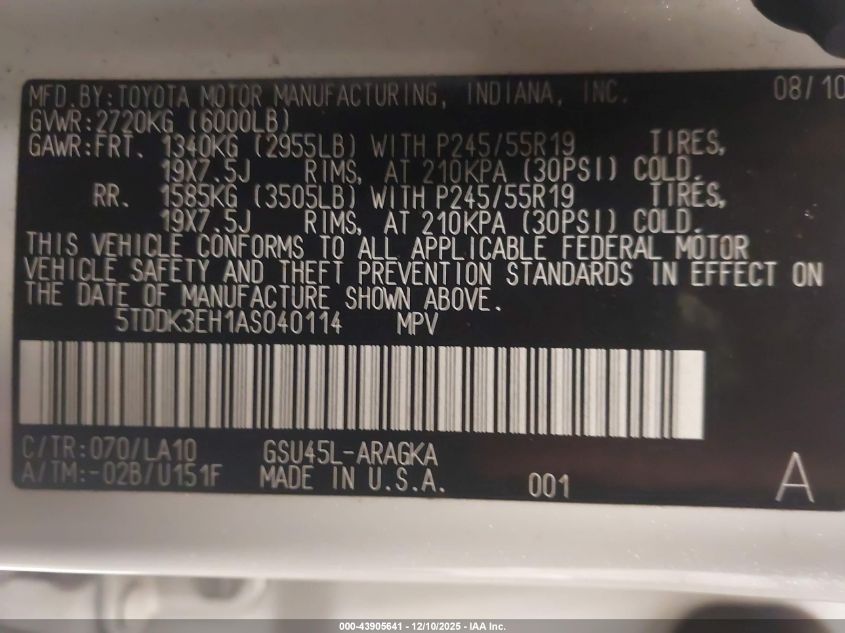 MFD. BY: TOYOTA MOTOR MANUFACTURING, INDIANA, INC. 08/10
GVWR: 2720KG (6000LB)
GAWR: FRT. 1340KG (2955LB) WITH P245/55R19 TIRES,
19X7.5J RIMS, AT 210KPA (30PSI) COLD.
RR. 1585KG (3505LB) WITH P245/55R19 TIRES,
19X7.5J RIMS, AT 210KPA (30PSI) COLD.
THIS VEHICLE CONFORMS TO ALL APPLICABLE FEDERAL MOTOR
VEHICLE SAFETY AND THEFT PREVENTION STANDARDS IN EFFECT ON
THE DATE OF MANUFACTURE SHOWN ABOVE.
5TDDK3EH1AS040114 MPV
C/TR: 070/LA10 GSU45L-ARAGKA
A/TM: -02B/U151F MADE IN U.S.A. 001 A
000-43905641 - 12/10/2025 - IAA Inc.